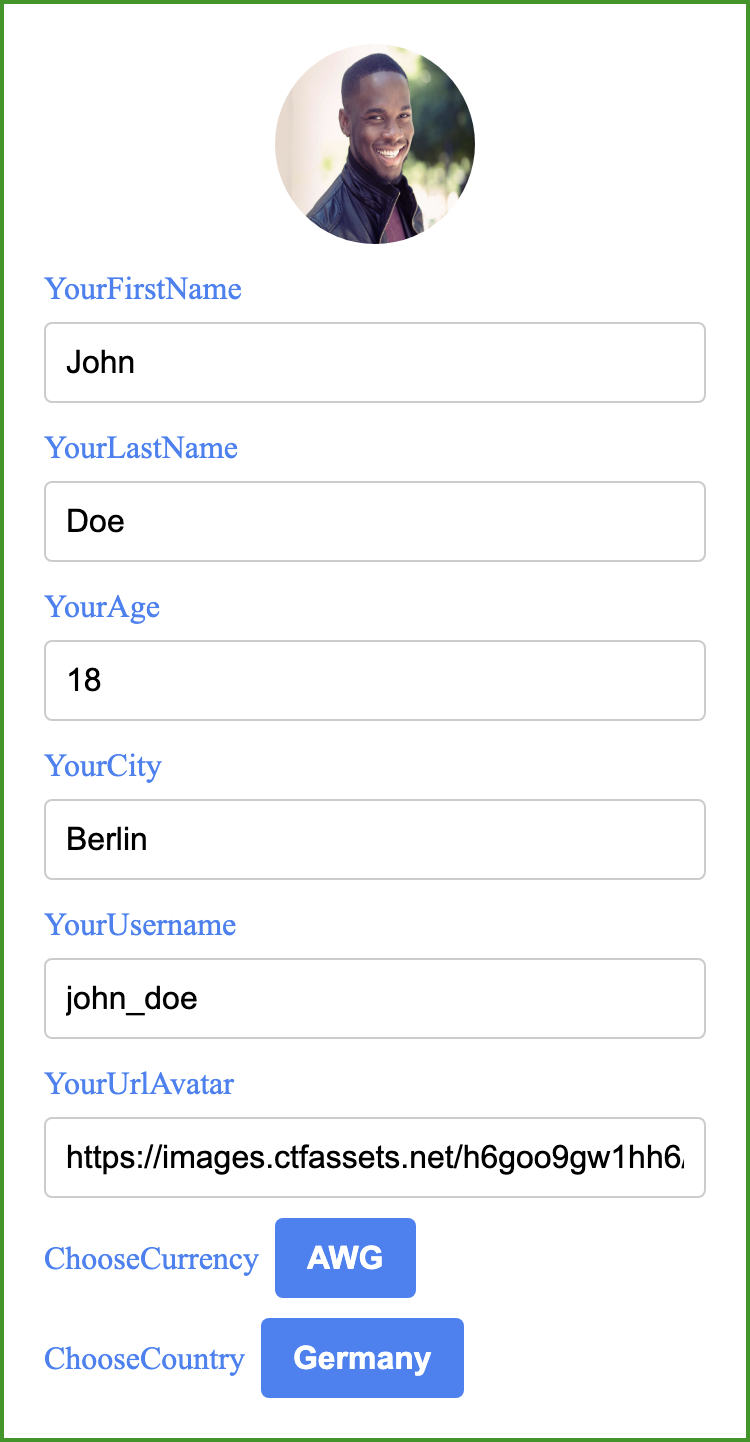 YourFirstName
John
YourLastName
Doe
YourAge
18
YourCity
Berlin
YourUsername
john_doe
YourUrlAvatar
https://images.ctfassets.net/h6goo9gw1hh6/
ChooseCurrency AWG
ChooseCountry Germany